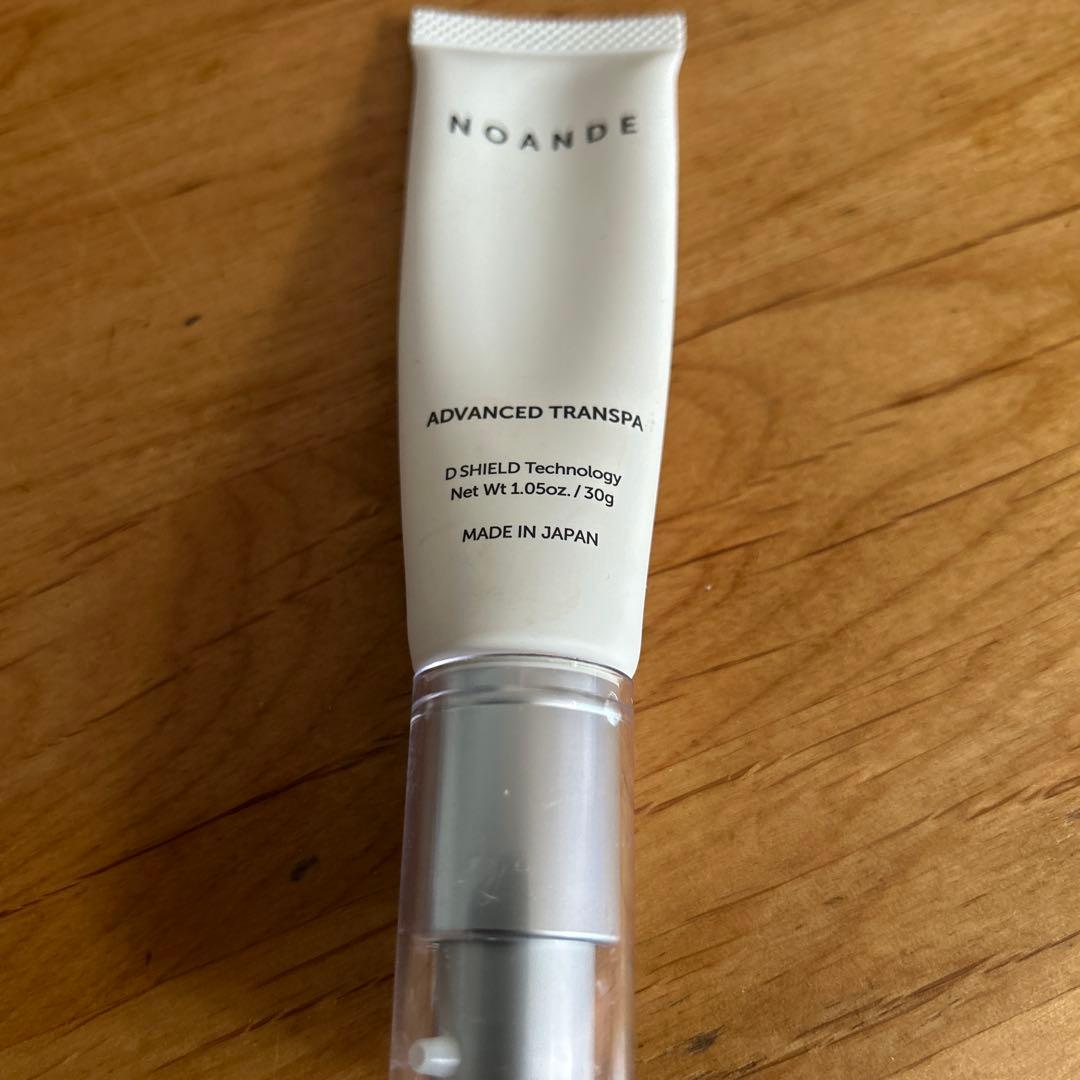 NOANDE
ADVANCED TRANSPA
D SHIELD Technology
Net Wt 1.05oz. / 30g
MADE IN JAPAN